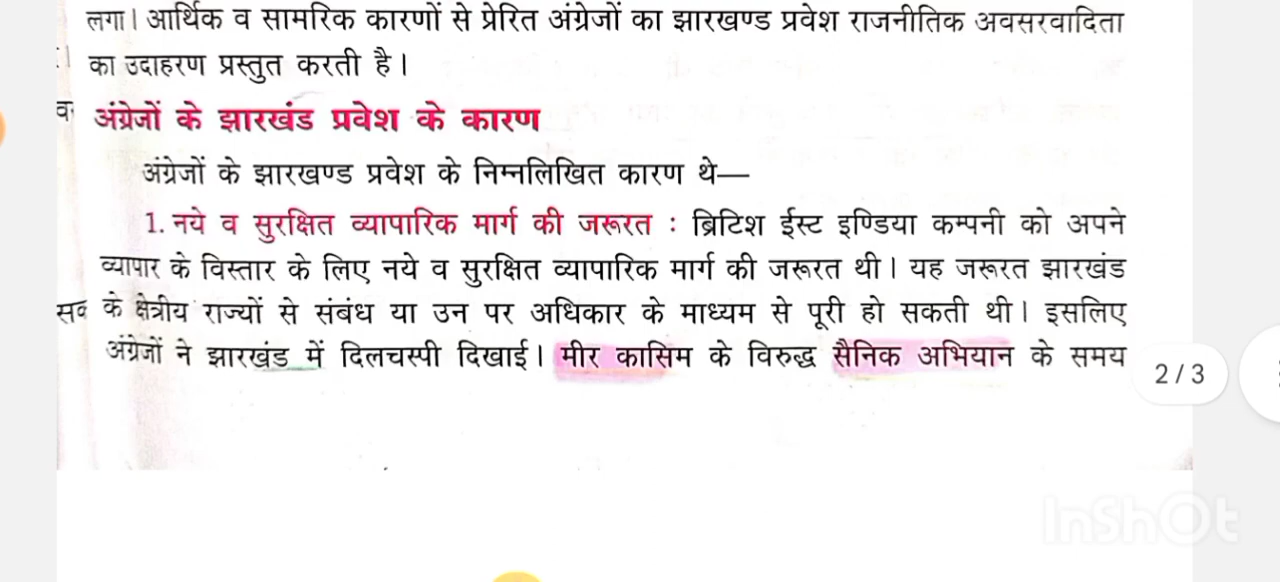 लगा। आर्थिक व सामरिक कारणों से प्रेरित अंग्रेजों का झारखण्ड प्रवेश राजनीतिक अवसरवादिता
का उदाहरण प्रस्तुत करती है।
अंग्रेजों के झारखंड प्रवेश के कारण
अंग्रेजों के झारखण्ड प्रवेश के निम्नलिखित कारण थे—
1. नये व सुरक्षित व्यापारिक मार्ग की जरूरत : ब्रिटिश ईस्ट इण्डिया कम्पनी को अपने
व्यापार के विस्तार के लिए नये व सुरक्षित व्यापारिक मार्ग की जरूरत थी। यह जरूरत झारखंड
के क्षेत्रीय राज्यों से संबंध या उन पर अधिकार के माध्यम से पूरी हो सकती थी। इसलिए
अंग्रेजों ने झारखंड में दिलचस्पी दिखाई। मीर कासिम के विरुद्ध सैनिक अभियान के समय
2 / 3
InShOt